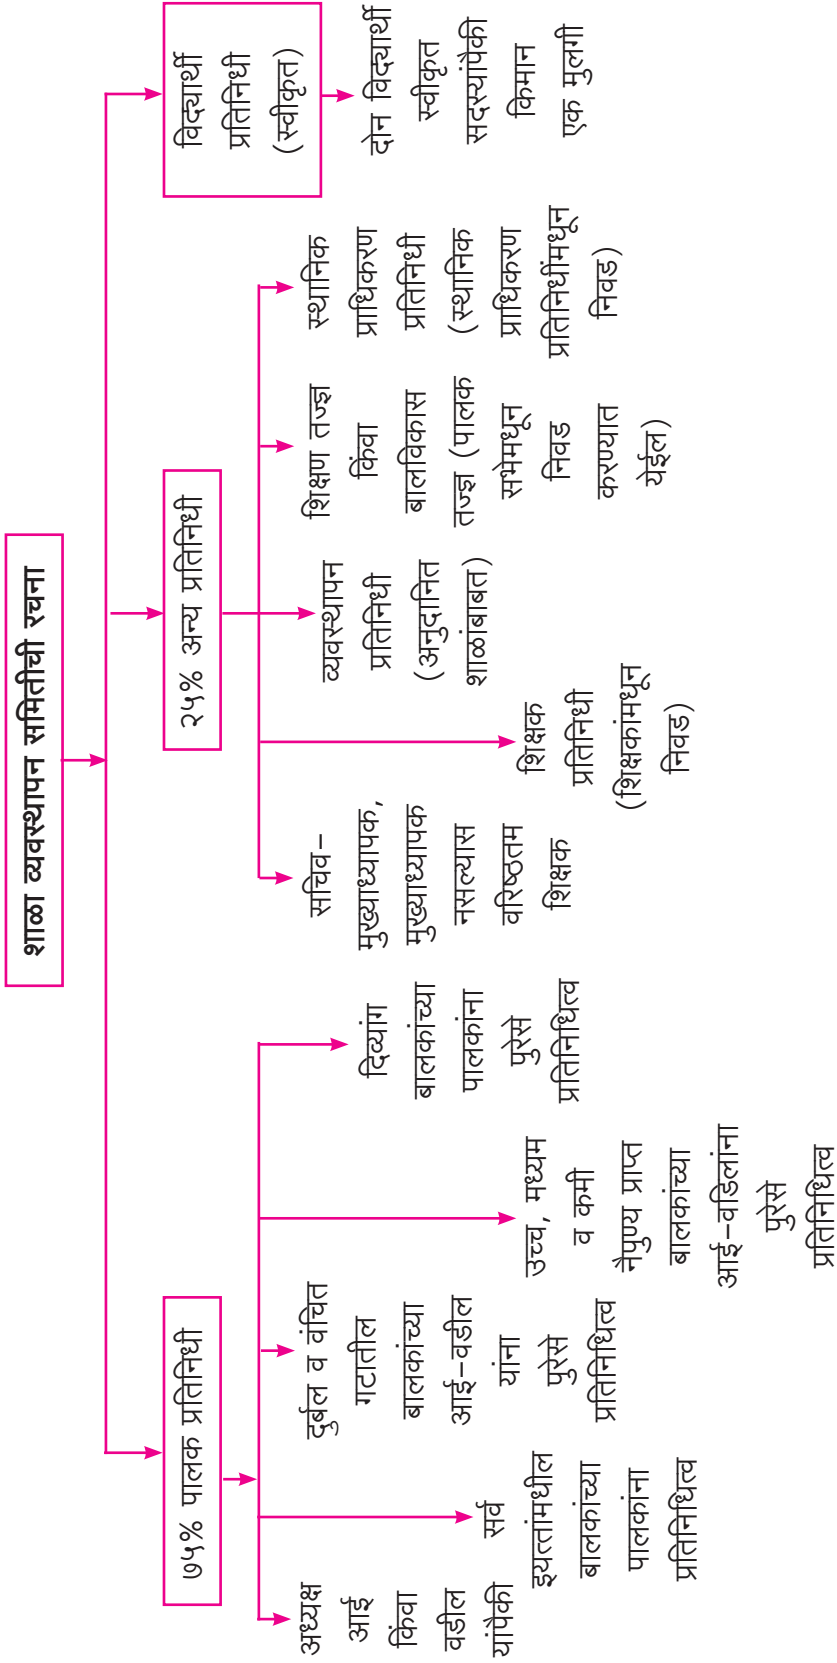 शाळा व्यवस्थापन समितीची रचना
७५% पालक प्रतिनिधी
२५% अन्य प्रतिनिधी
विद्यार्थी
प्रतिनिधी
(स्वीकृत)
अध्यक्ष
आई
किंवा
वडील
यांपैकी
सर्व
इयत्तांमधील
बालकांच्या
पालकांना
प्रतिनिधित्व
दुर्बल व वंचित
गटातील
बालकांच्या
आई-वडील
यांना
पुरेसे
प्रतिनिधित्व
उच्च, मध्यम
व कमी
नैपुण्य प्राप्त
बालकांच्या
आई-वडिलांना
पुरेसे
प्रतिनिधित्व
दिव्यांग
बालकांच्या
पालकांना
पुरेसे
प्रतिनिधित्व
सचिव-
मुख्याध्यापक,
मुख्याध्यापक
नसल्यास
वरिष्ठतम
शिक्षक
शिक्षक
प्रतिनिधी
(शिक्षकांमधून
निवड)
व्यवस्थापन
प्रतिनिधी
(अनुदानित
शाळांबाबत)
शिक्षण तज्ज्ञ
किंवा
बालविकास
तज्ज्ञ (पालक
सभेमधून
निवड
करण्यात
येईल)
स्थानिक
प्राधिकरण
प्रतिनिधी
(स्थानिक
प्राधिकरण
प्रतिनिधींमधून
निवड)
दोन विद्यार्थी
स्वीकृत
सदस्यांपैकी
किमान
एक मुलगी